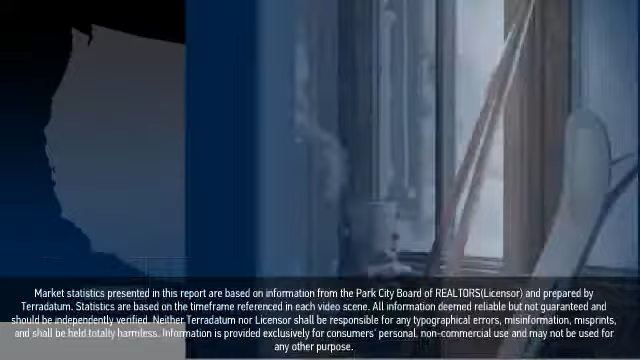 Market statistics presented in this report are based on information from the Park City Board of REALTORS(Licensor) and prepared by
Terradatum. Statistics are based on the timeframe referenced in each video scene. All information deemed reliable but not guaranteed and
should be independently verified. Neither Terradatum nor Licensor shall be responsible for any typographical errors, misinformation, misprints,
and shall be held totally harmless. Information is provided exclusively for consumers' personal, non-commercial use and may not be used for
any other purpose.